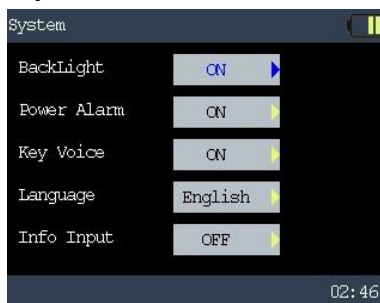 System
BackLight ON
Power Alarm ON
Key Voice ON
Language English
Info Input OFF
02:46